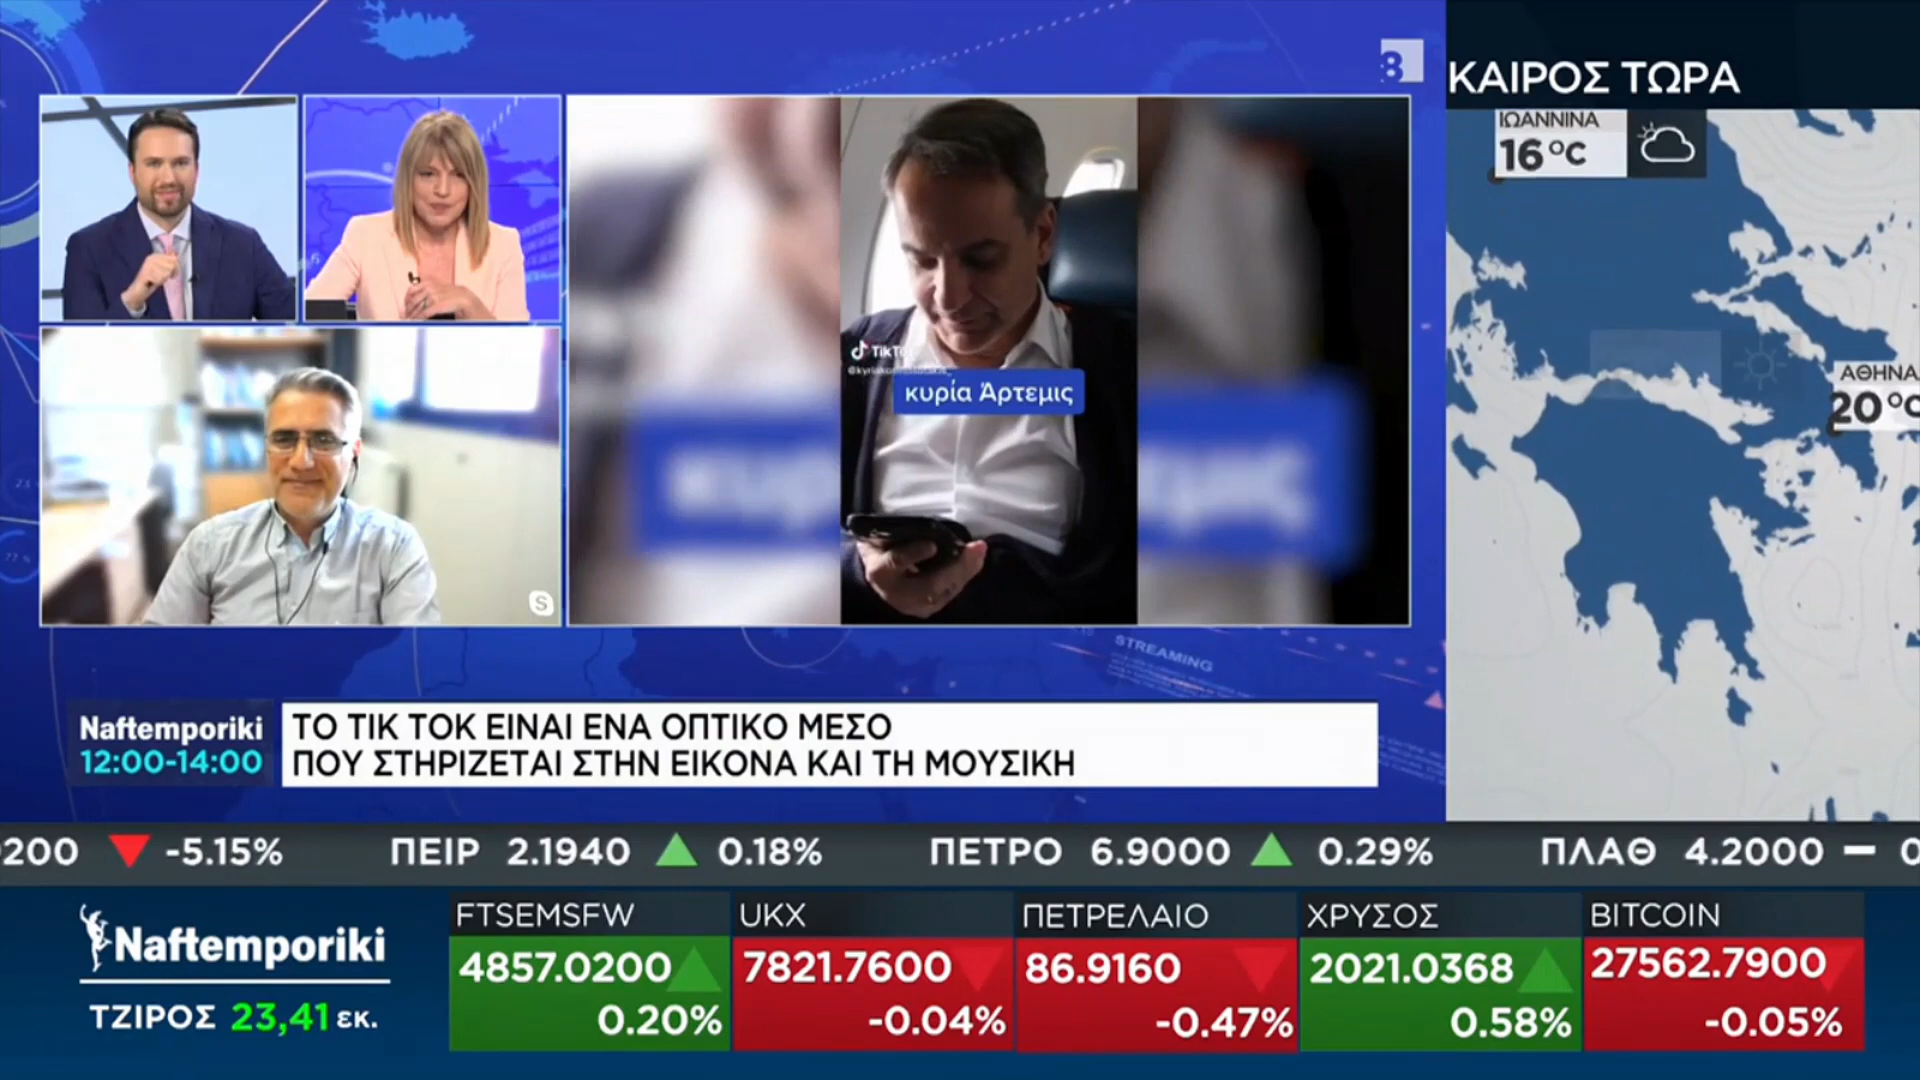 8
ΚΑΙΡΟΣ ΤΩΡΑ
ΙΩΑΝΝΙΝΑ
16°C
ΑΘΗΝΑ
20°C
TikTo
κυρία Άρτεμις
STREAMING
Naftemporiki
12:00-14:00
ΤΟ ΤΙΚ ΤΟΚ ΕΙΝΑΙ ΕΝΑ ΟΠΤΙΚΟ ΜΕΣΟ
ΠΟΥ ΣΤΗΡΙΖΕΤΑΙ ΣΤΗΝ ΕΙΚΟΝΑ ΚΑΙ ΤΗ ΜΟΥΣΙΚΗ
200 -5.15% ΠΕΙΡ 2.1940 0.18% ΠΕΤΡΟ 6.9000 0.29% ΠΛΑΘ 4.2000 0
Naftemporiki
ΤΖΙΡΟΣ 23,41 εκ.
FTSEMSFW
4857.0200
0.20%
UKX
7821.7600
-0.04%
ΠΕΤΡΕΛΑΙΟ
86.9160
-0.47%
ΧΡΥΣΟΣ
2021.0368
0.58%
BITCOIN
27562.7900
-0.05%